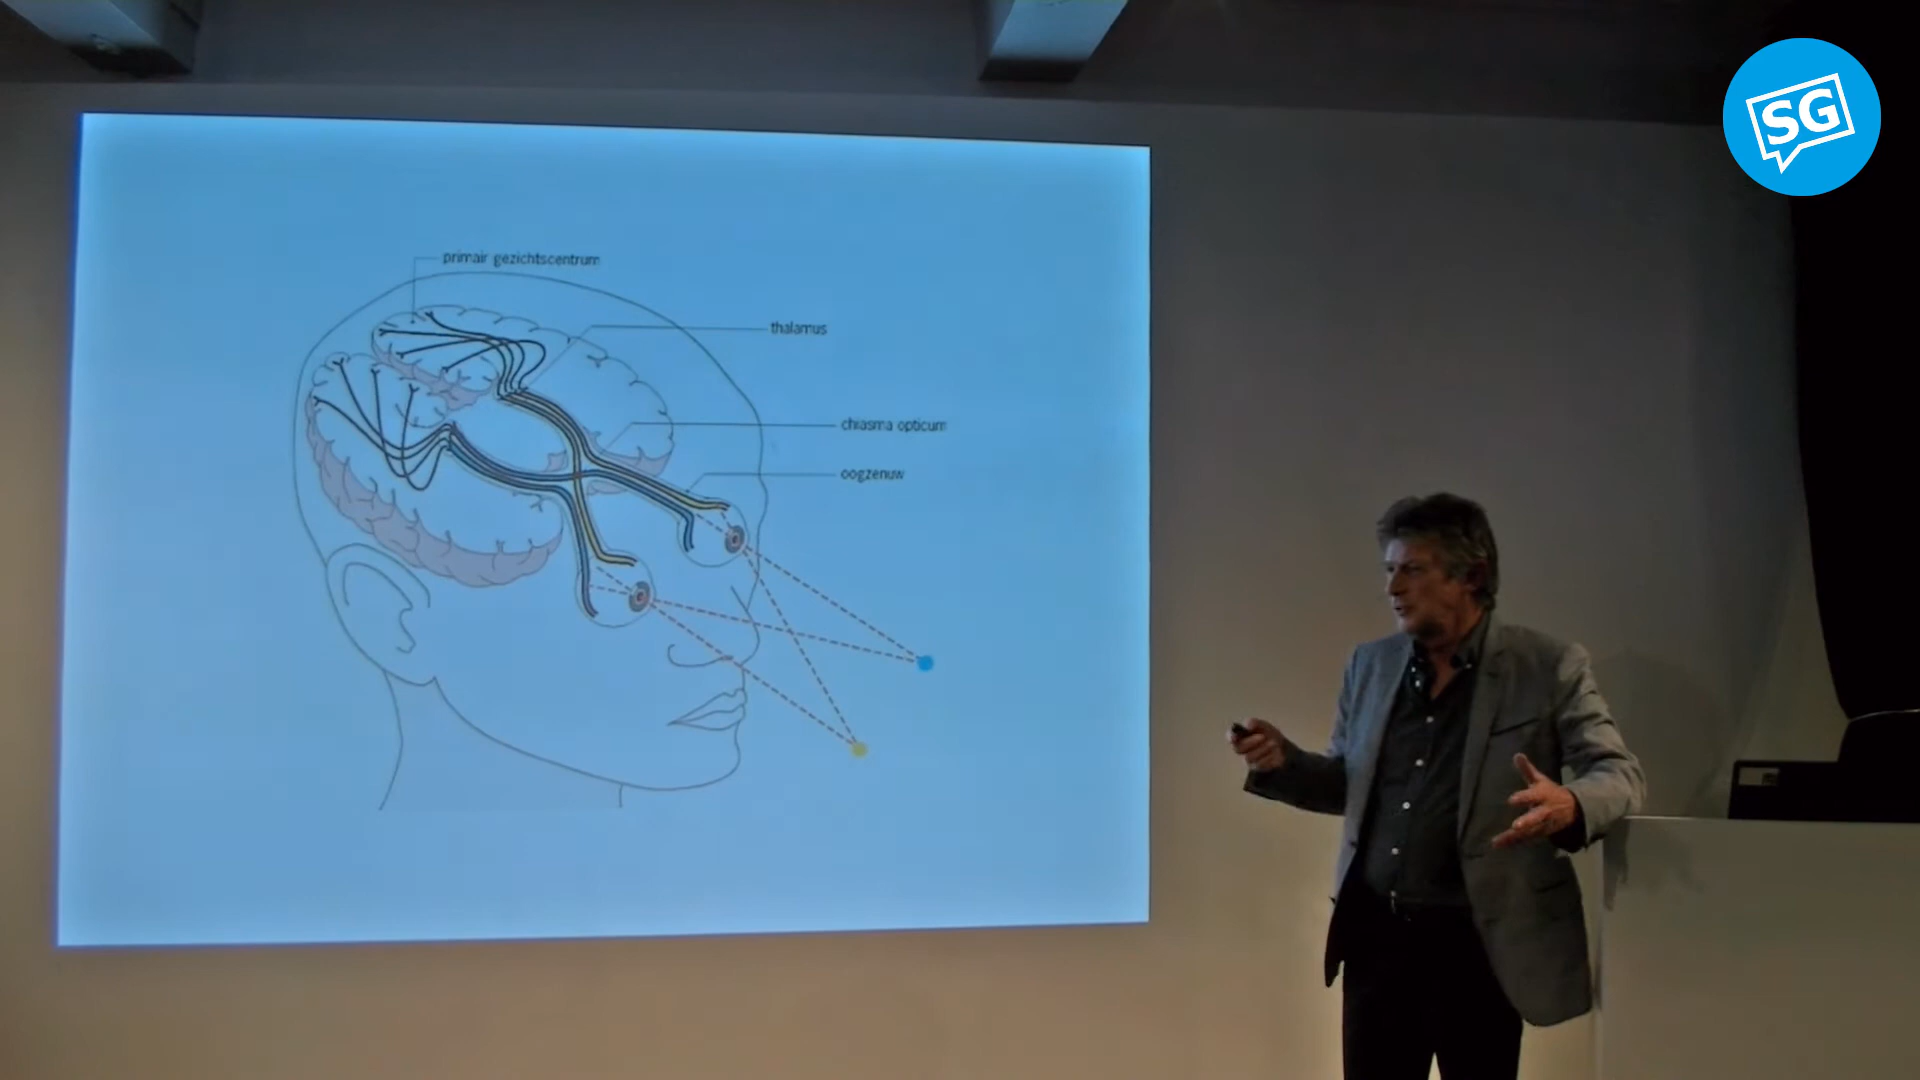 SG
primair gezichtscentrum
thalamus
chiasma opticum
oogzenuw